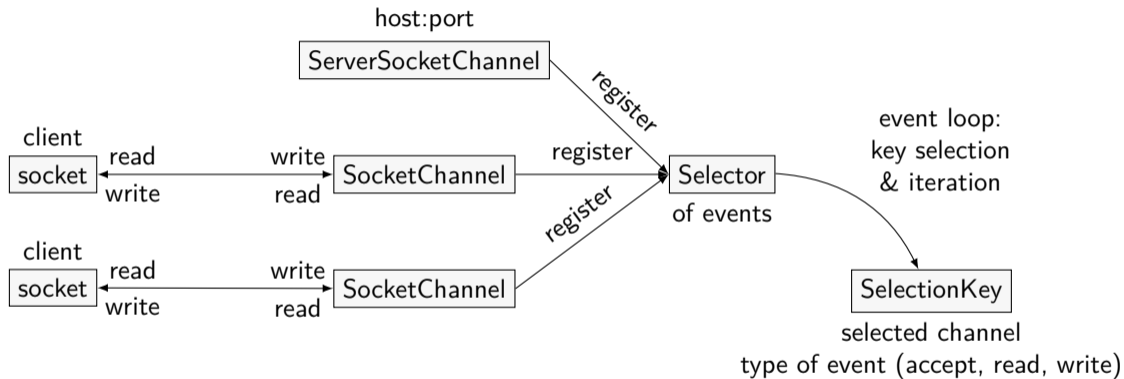 host:port
ServerSocketChannel
register
event loop:
key selection
& iteration
client
socket
read
write
write
read
SocketChannel
register
Selector
of events
client
socket
read
write
write
read
SocketChannel
register
SelectionKey
selected channel
type of event (accept, read, write)